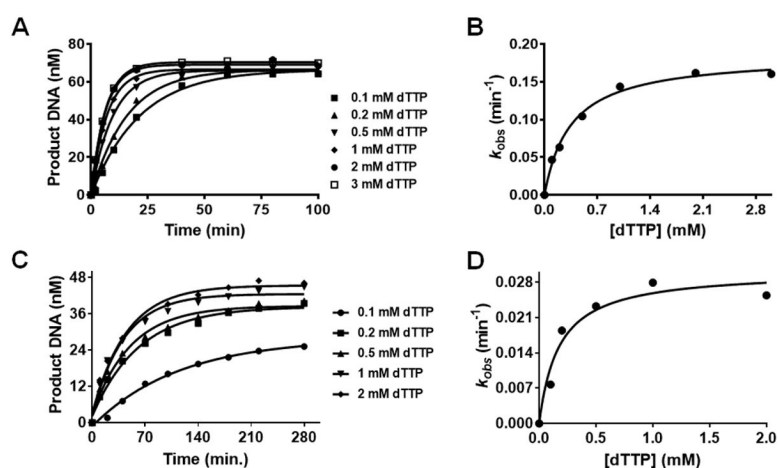 A
80
60
40
20
0
Product DNA (nM)
0 25 50 75 100
Time (min)
0.1 mM dTTP
0.2 mM dTTP
0.5 mM dTTP
1 mM dTTP
2 mM dTTP
3 mM dTTP
B
0.20
0.15
0.10
0.05
0.00
kobs (min-1)
0.0 0.7 1.4 2.1 2.8
[dTTP] (mM)
C
48
36
24
12
0
Product DNA (nM)
0 70 140 210 280
Time (min.)
0.1 mM dTTP
0.2 mM dTTP
0.5 mM dTTP
1 mM dTTP
2 mM dTTP
D
0.028
0.021
0.014
0.007
0.000
kobs (min-1)
0.0 0.5 1.0 1.5 2.0
[dTTP] (mM)